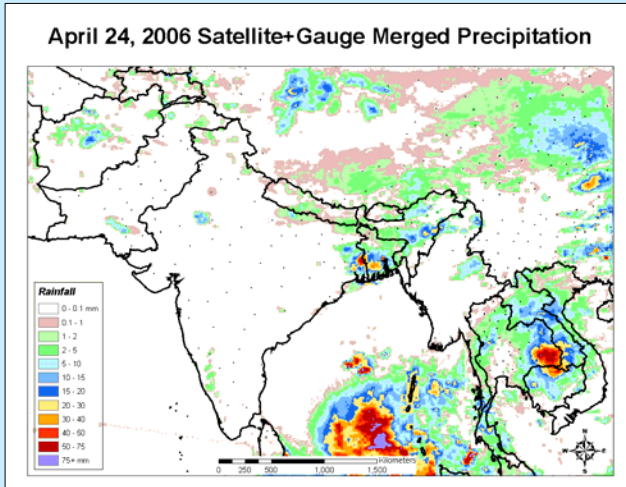 April 24, 2006 Satellite+Gauge Merged Precipitation
Rainfall
0 - 0.1 mm
0.1 - 1
1 - 2
2 - 5
5 - 10
10 - 15
15 - 20
20 - 30
30 - 40
40 - 60
50 - 75
75+ mm
Kilometers
0 250 500 1,000 1,500
N
W E
S